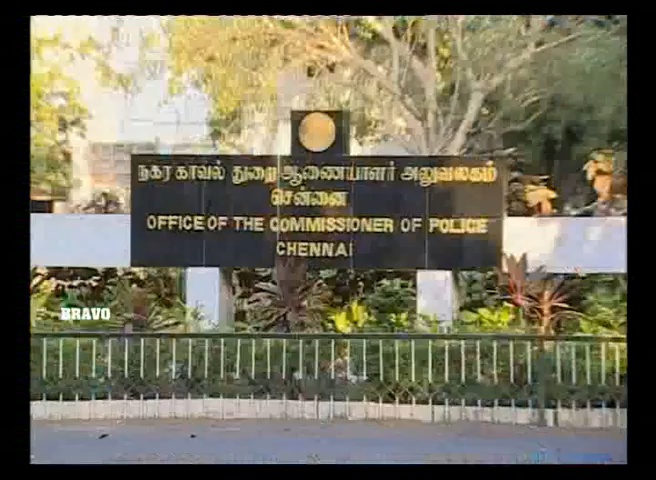 நகர காவல் துறை ஆணையாளர் அலுவலகம்
சென்னை
OFFICE OF THE COMMISSIONER OF POLICE
CHENNAI
BRAVO